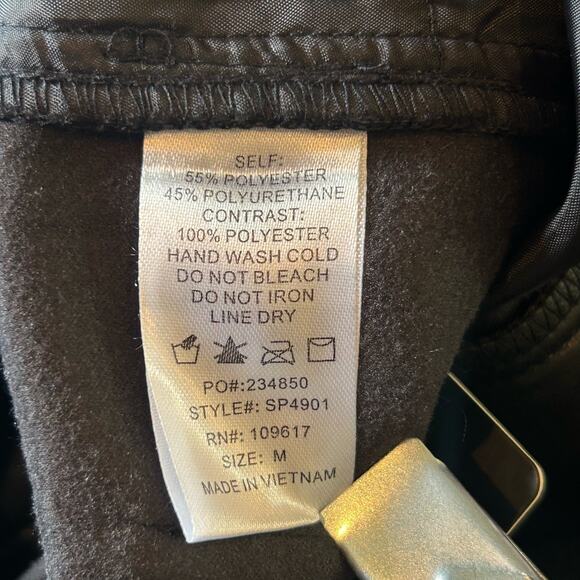 SELF:
55% POLYESTER
45% POLYURETHANE
CONTRAST:
100% POLYESTER
HAND WASH COLD
DO NOT BLEACH
DO NOT IRON
LINE DRY
PO#:234850
STYLE#: SP4901
RN#: 109617
SIZE: M
MADE IN VIETNAM